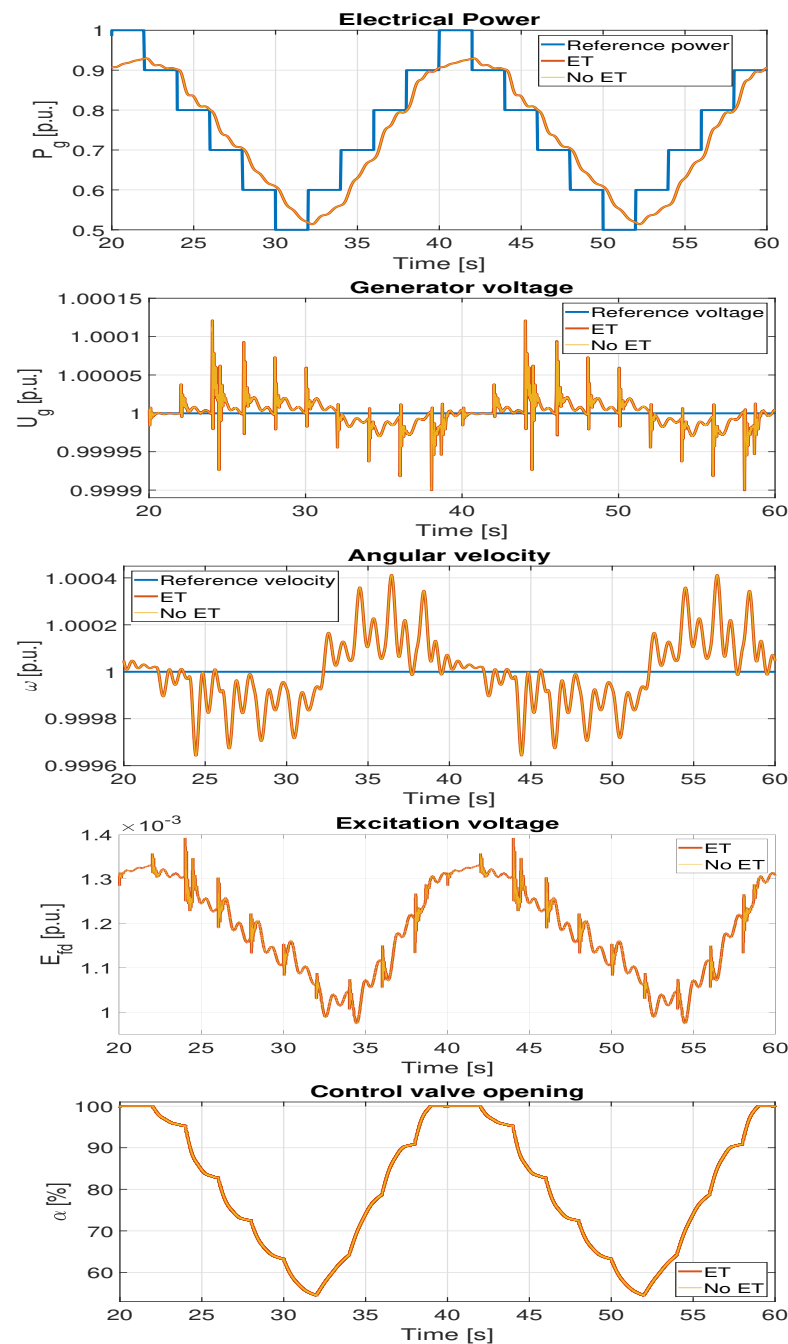 Electrical Power
Reference power
ET
No ET
P_g [p.u.]
1
0.9
0.8
0.7
0.6
0.5
20 25 30 35 40 45 50 55 60
Time [s]
Generator voltage
Reference voltage
ET
No ET
U_g [p.u.]
1.00015
1.0001
1.00005
1
0.99995
0.9999
20 30 40 50 60
Time [s]
Angular velocity
Reference velocity
ET
No ET
ω [p.u.]
1.0004
1.0002
1
0.9998
0.9996
20 25 30 35 40 45 50 55 60
Time [s]
Excitation voltage
× 10⁻³
ET
No ET
E_fd [p.u.]
1.4
1.3
1.2
1.1
1
20 25 30 35 40 45 50 55 60
Time [s]
Control valve opening
α [%]
100
90
80
70
60
ET
No ET
20 25 30 35 40 45 50 55 60
Time [s]